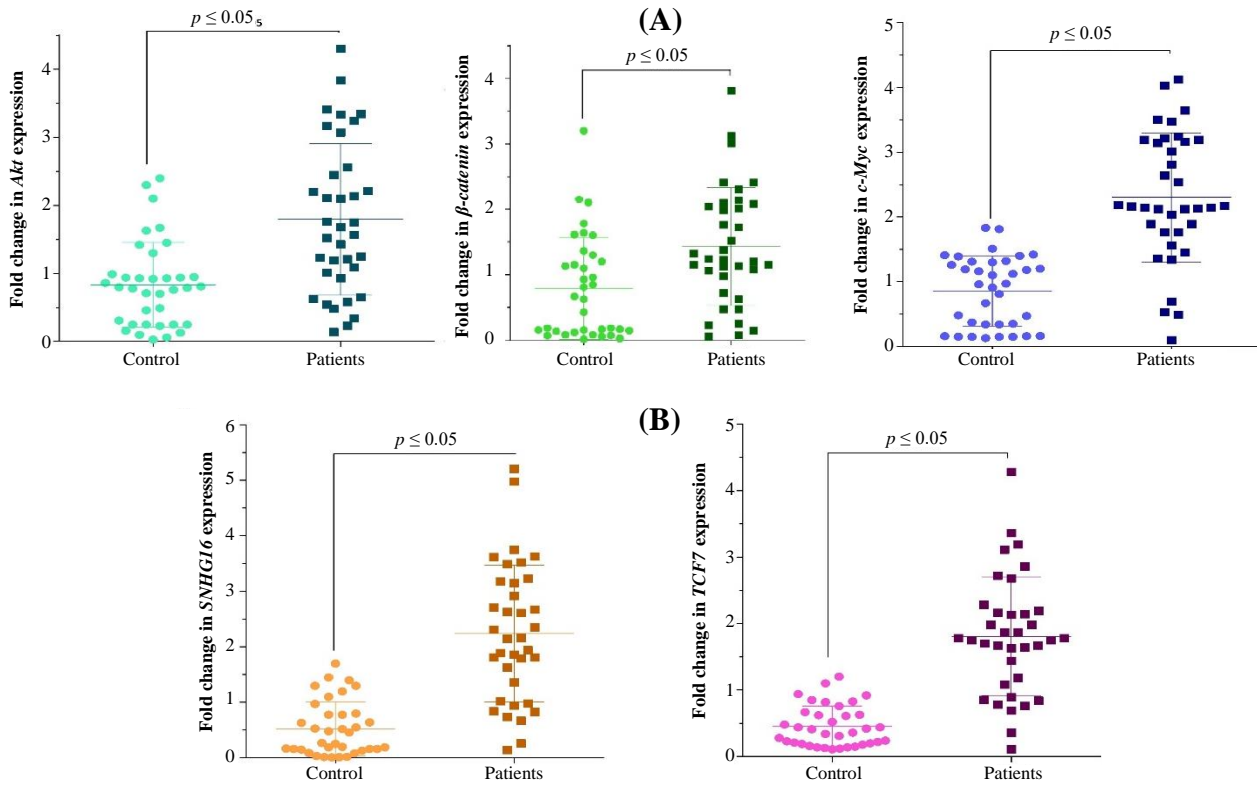 (A)
p ≤ 0.05
s
Fold change in Akt expression
4
3
2
1
0
Control
Patients
p ≤ 0.05
Fold change in β-catenin expression
4
3
2
1
0
Control
Patients
p ≤ 0.05
Fold change in c-Myc expression
5
4
3
2
1
0
Control
Patients
(B)
p ≤ 0.05
Fold change in SNHG16 expression
6
5
4
3
2
1
0
Control
Patients
p ≤ 0.05
Fold change in TCF7 expression
5
4
3
2
1
0
Control
Patients